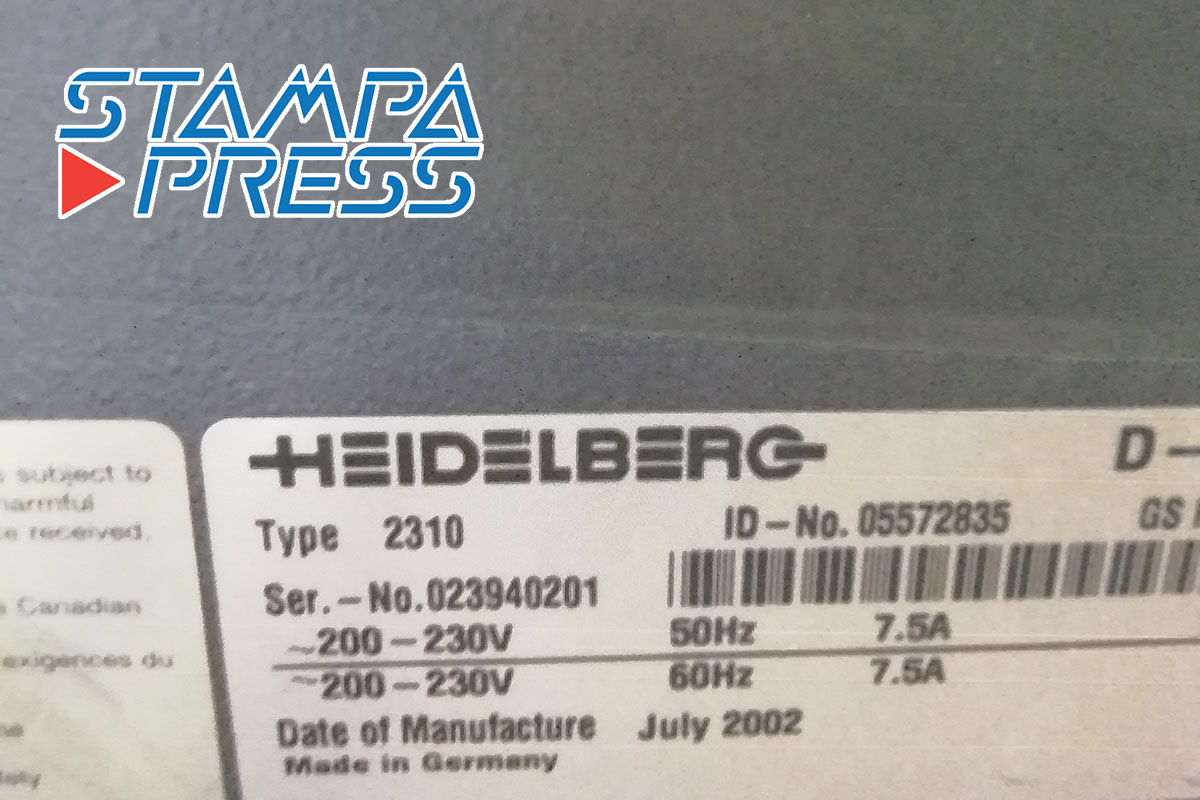 STAMPA
PRESS
HEIDELBERG
D –
Type 2310
ID–No. 05572835
GS
Ser.–No. 023940201
~200–230V 50Hz 7.5A
~200–230V 60Hz 7.5A
Date of Manufacture July 2002
Made in Germany
subject to
harmful
received,
Canadian
exigences du